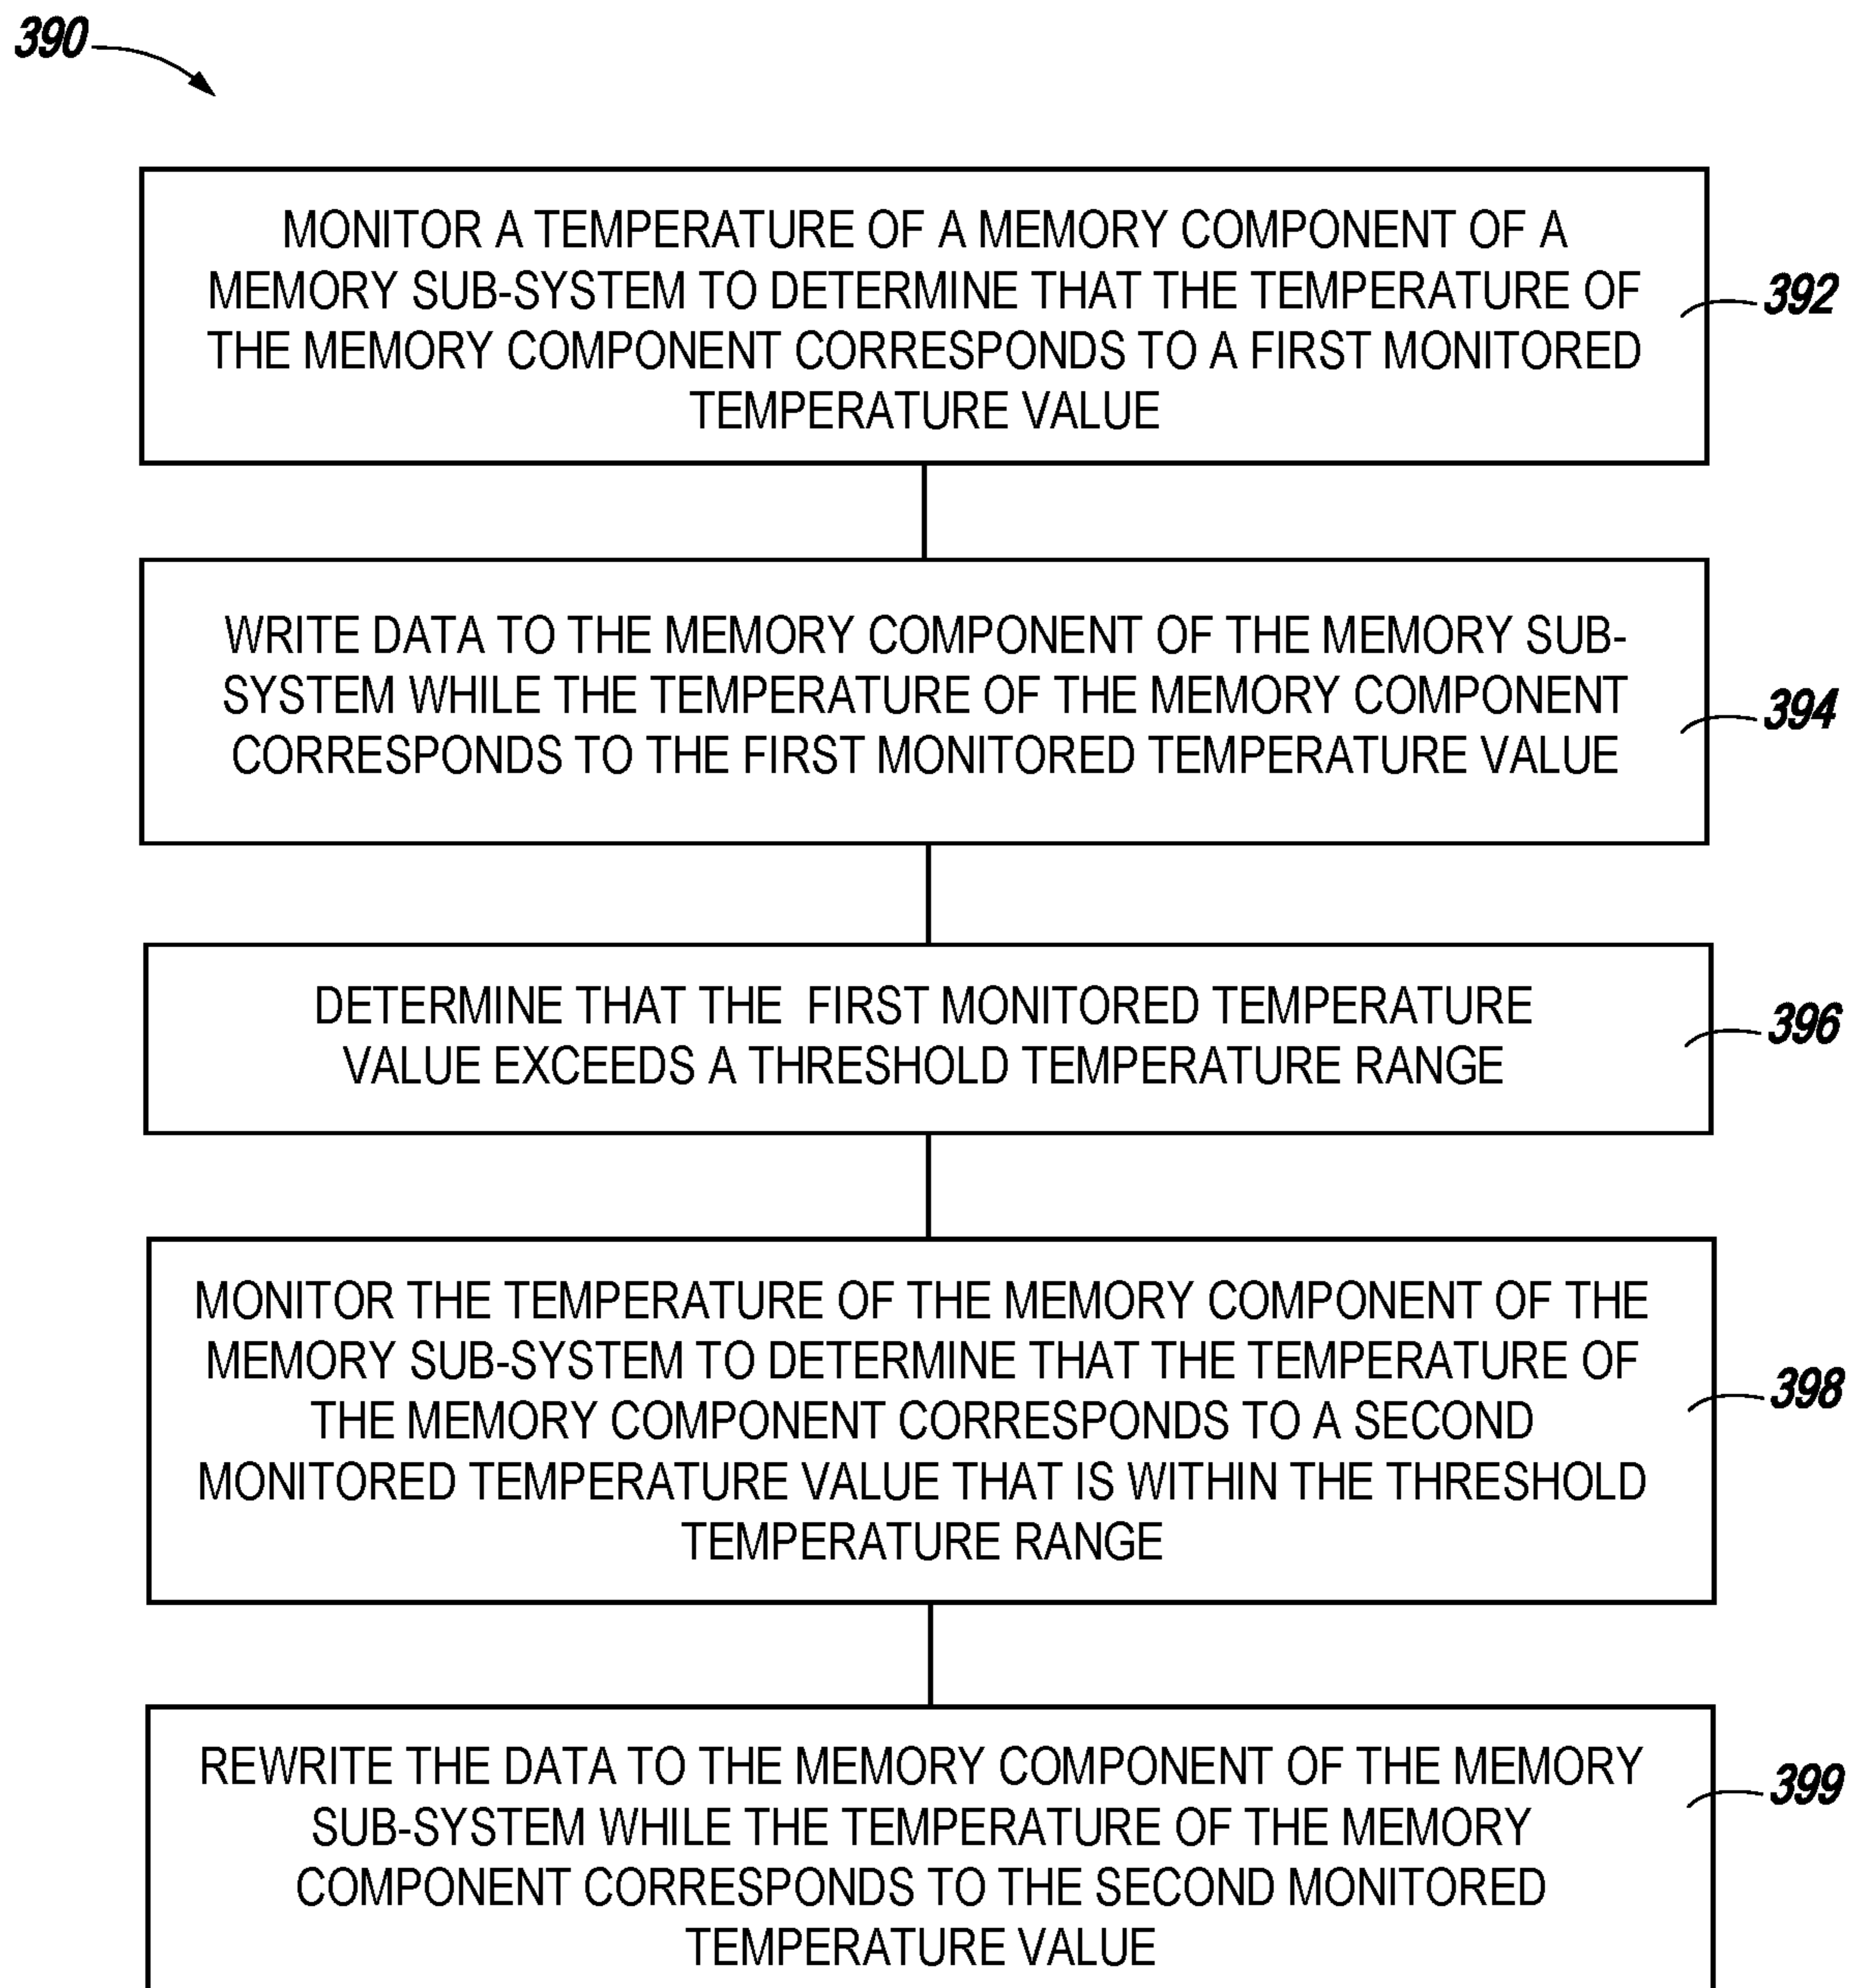 390
MONITOR A TEMPERATURE OF A MEMORY COMPONENT OF A
MEMORY SUB-SYSTEM TO DETERMINE THAT THE TEMPERATURE OF
THE MEMORY COMPONENT CORRESPONDS TO A FIRST MONITORED
TEMPERATURE VALUE
392
WRITE DATA TO THE MEMORY COMPONENT OF THE MEMORY SUB-
SYSTEM WHILE THE TEMPERATURE OF THE MEMORY COMPONENT
CORRESPONDS TO THE FIRST MONITORED TEMPERATURE VALUE
394
DETERMINE THAT THE FIRST MONITORED TEMPERATURE
VALUE EXCEEDS A THRESHOLD TEMPERATURE RANGE
396
MONITOR THE TEMPERATURE OF THE MEMORY COMPONENT OF THE
MEMORY SUB-SYSTEM TO DETERMINE THAT THE TEMPERATURE OF
THE MEMORY COMPONENT CORRESPONDS TO A SECOND
MONITORED TEMPERATURE VALUE THAT IS WITHIN THE THRESHOLD
TEMPERATURE RANGE
398
REWRITE THE DATA TO THE MEMORY COMPONENT OF THE MEMORY
SUB-SYSTEM WHILE THE TEMPERATURE OF THE MEMORY
COMPONENT CORRESPONDS TO THE SECOND MONITORED
TEMPERATURE VALUE
399